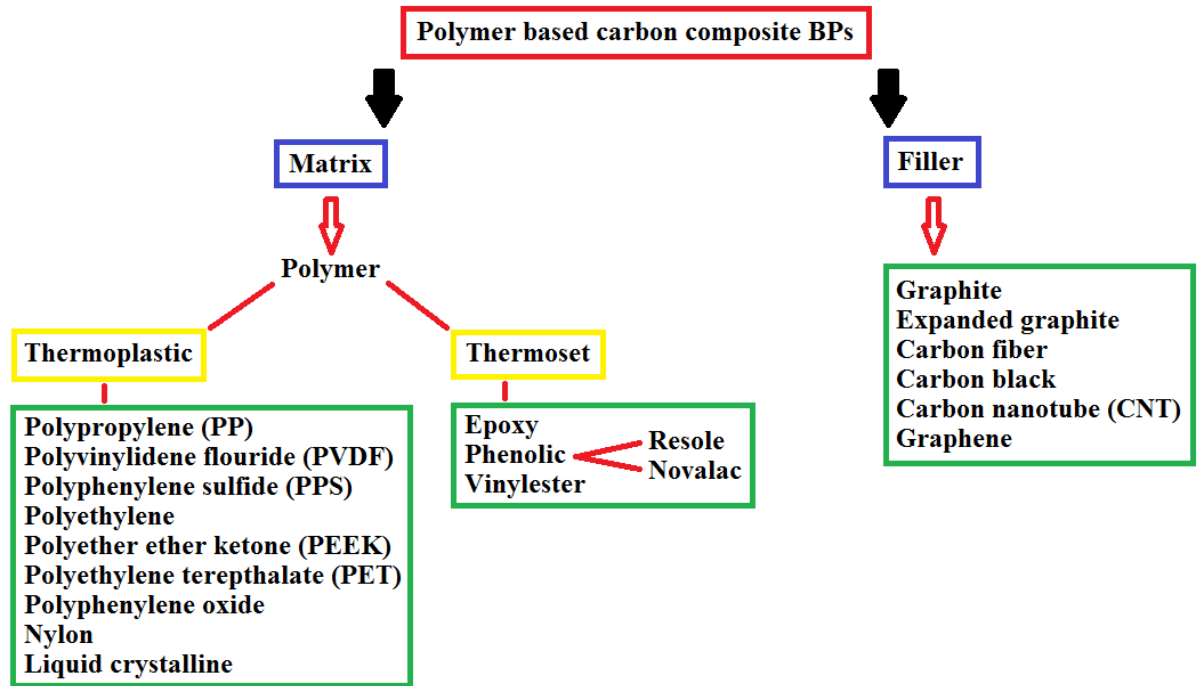 Polymer based carbon composite BPs
Matrix
Filler
Polymer
Thermoplastic
Thermoset
Polypropylene (PP)
Polyvinylidene flouride (PVDF)
Polyphenylene sulfide (PPS)
Polyethylene
Polyether ether ketone (PEEK)
Polyethylene terepthalate (PET)
Polyphenylene oxide
Nylon
Liquid crystalline
Epoxy
Phenolic
Vinylester
Resole
Novalac
Graphite
Expanded graphite
Carbon fiber
Carbon black
Carbon nanotube (CNT)
Graphene